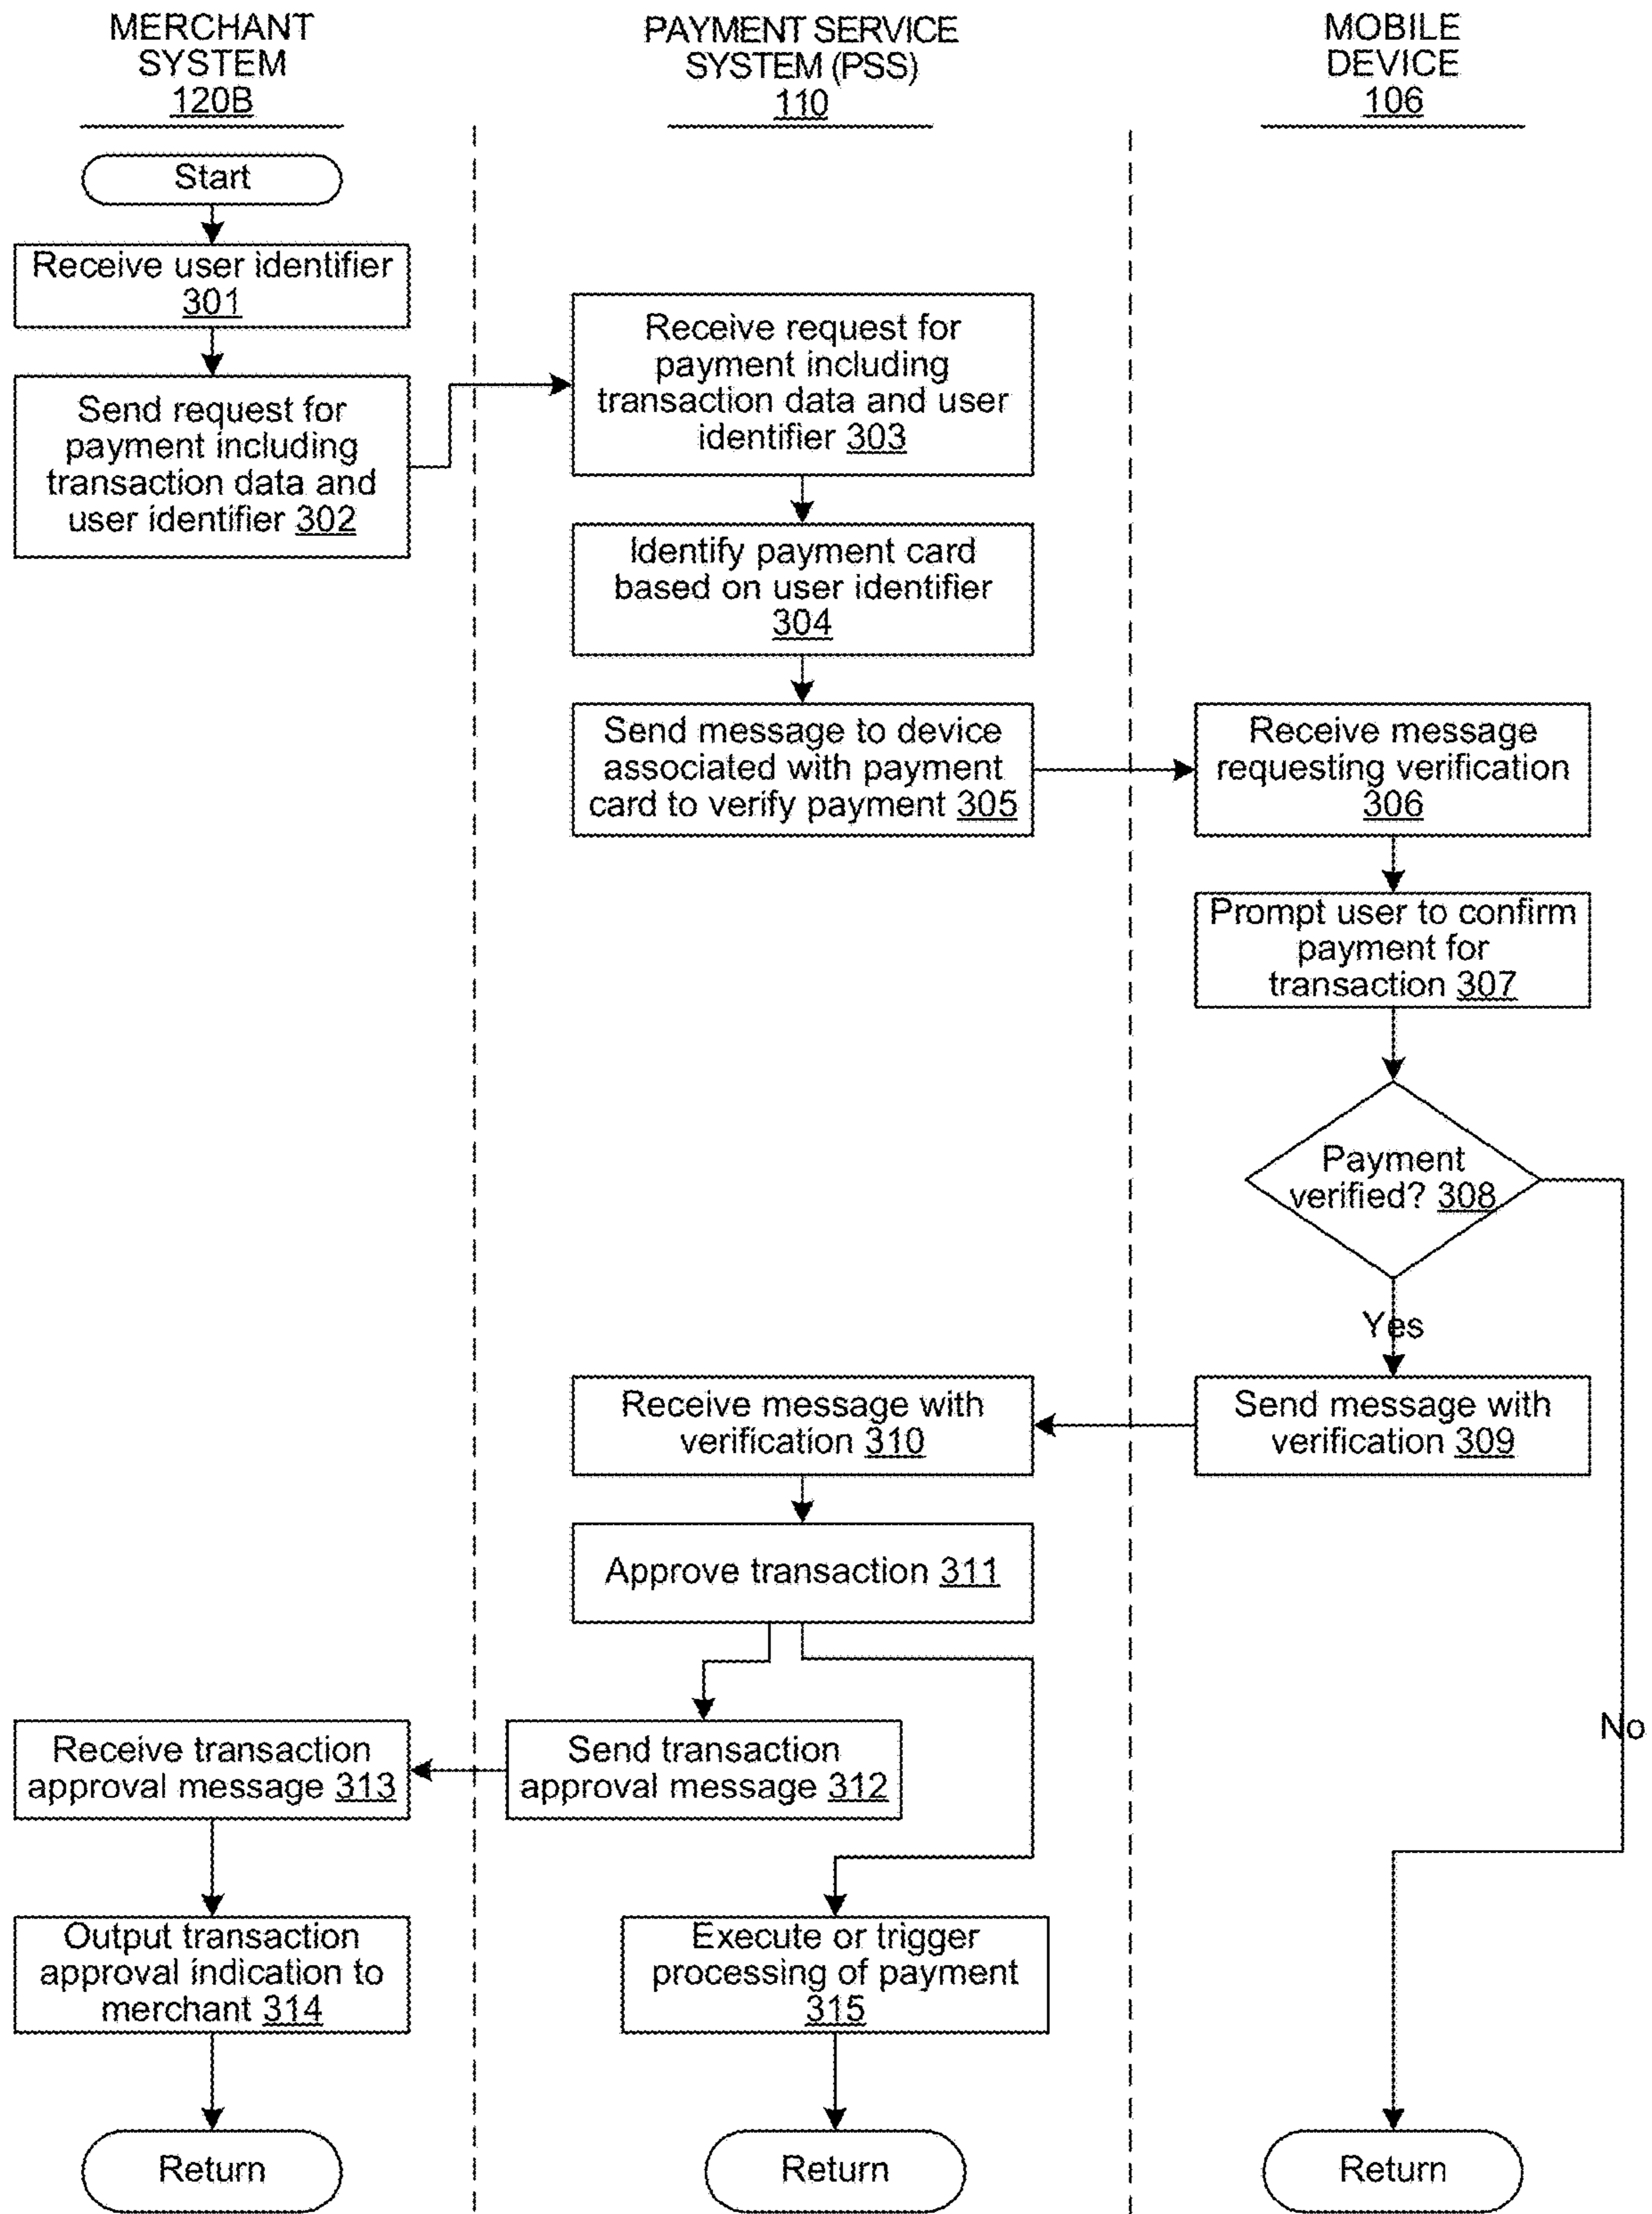 MERCHANT
SYSTEM
120B
PAYMENT SERVICE
SYSTEM (PSS)
110
MOBILE
DEVICE
106
Start
Receive user identifier
301
Send request for
payment including
transaction data and
user identifier 302
Receive request for
payment including
transaction data and user
identifier 303
Identify payment card
based on user identifier
304
Send message to device
associated with payment
card to verify payment 305
Receive message
requesting verification
306
Prompt user to confirm
payment for
transaction 307
Payment
verified? 308
Yes
No
Send message with
verification 309
Receive message with
verification 310
Approve transaction 311
Send transaction
approval message 312
Receive transaction
approval message 313
Output transaction
approval indication to
merchant 314
Execute or trigger
processing of payment
315
Return
Return
Return